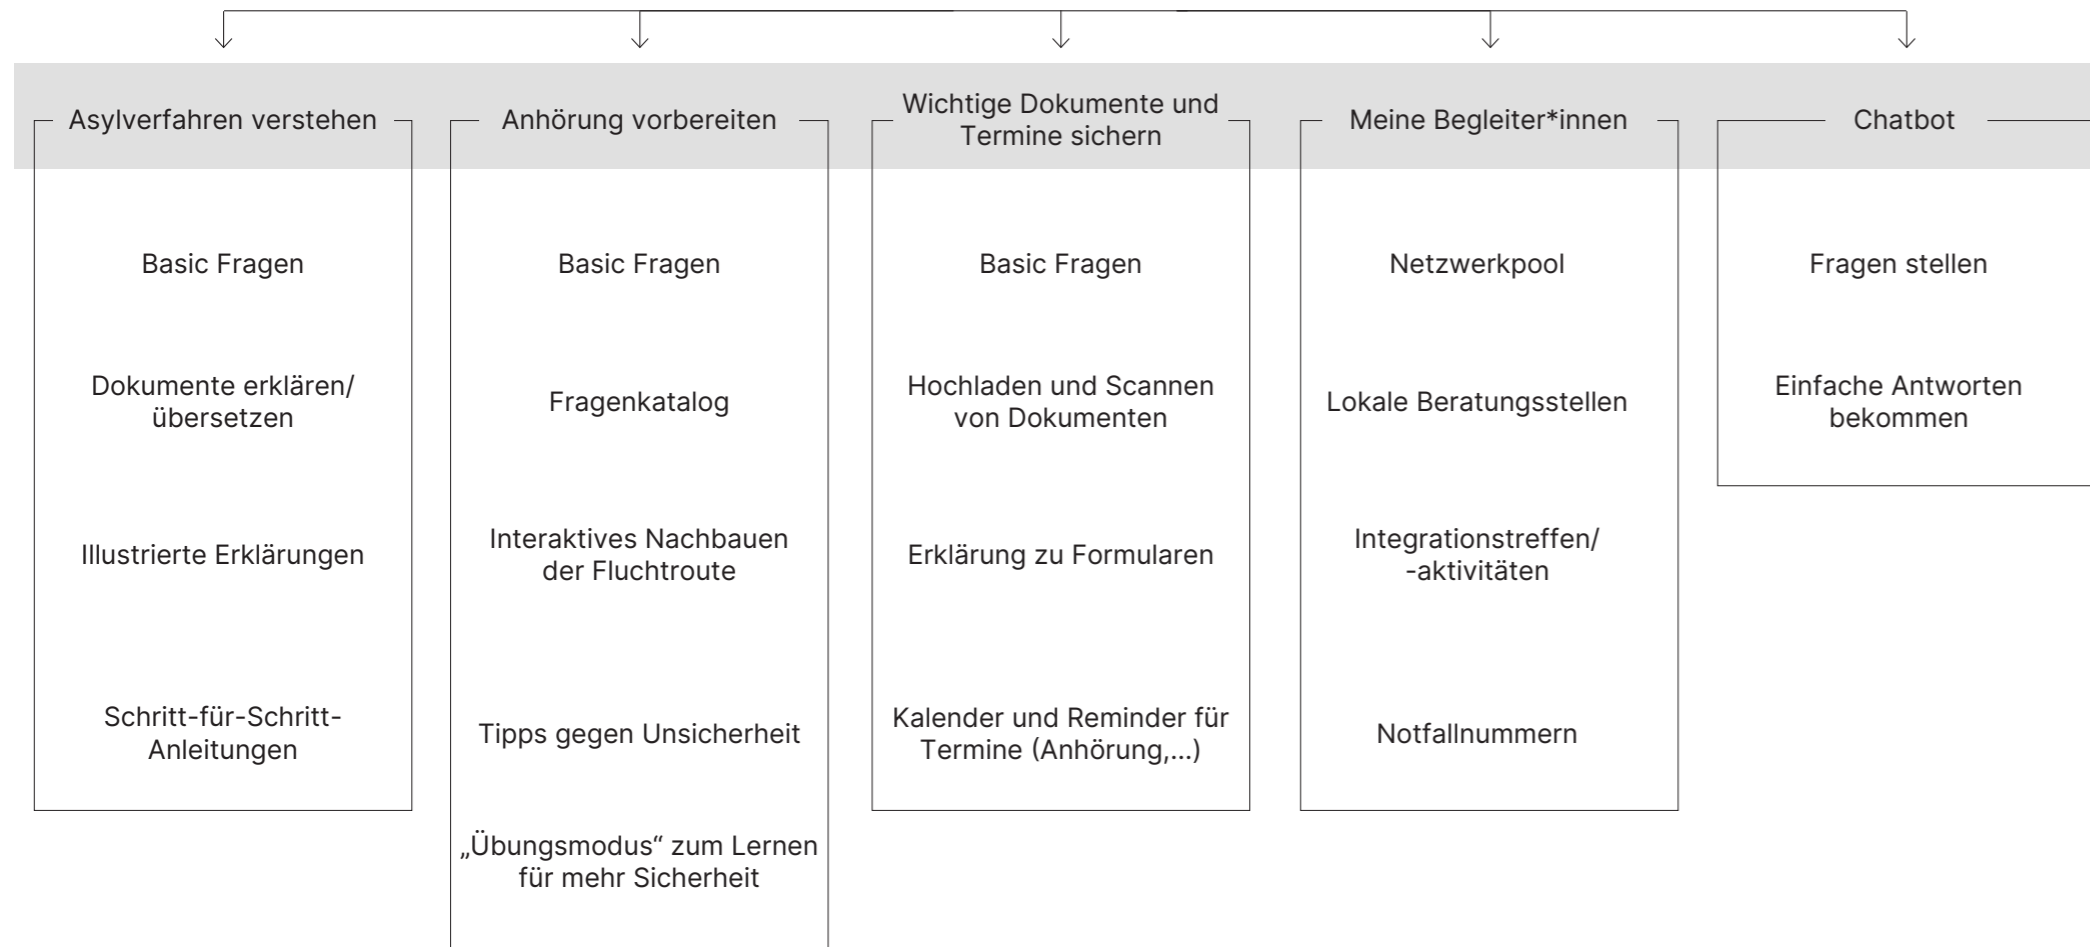 Asylverfahren verstehen
Basic Fragen
Dokumente erklären/
übersetzen
Illustrierte Erklärungen
Schritt-für-Schritt-
Anleitungen
Anhörung vorbereiten
Basic Fragen
Fragenkatalog
Interaktives Nachbauen
der Fluchtroute
Tipps gegen Unsicherheit
„Übungsmodus“ zum Lernen
für mehr Sicherheit
Wichtige Dokumente und
Termine sichern
Basic Fragen
Hochladen und Scannen
von Dokumenten
Erklärung zu Formularen
Kalender und Reminder für
Termine (Anhörung,...)
Meine Begleiter*innen
Netzwerkpool
Lokale Beratungsstellen
Integrationstreffen/
-aktivitäten
Notfallnummern
Chatbot
Fragen stellen
Einfache Antworten
bekommen